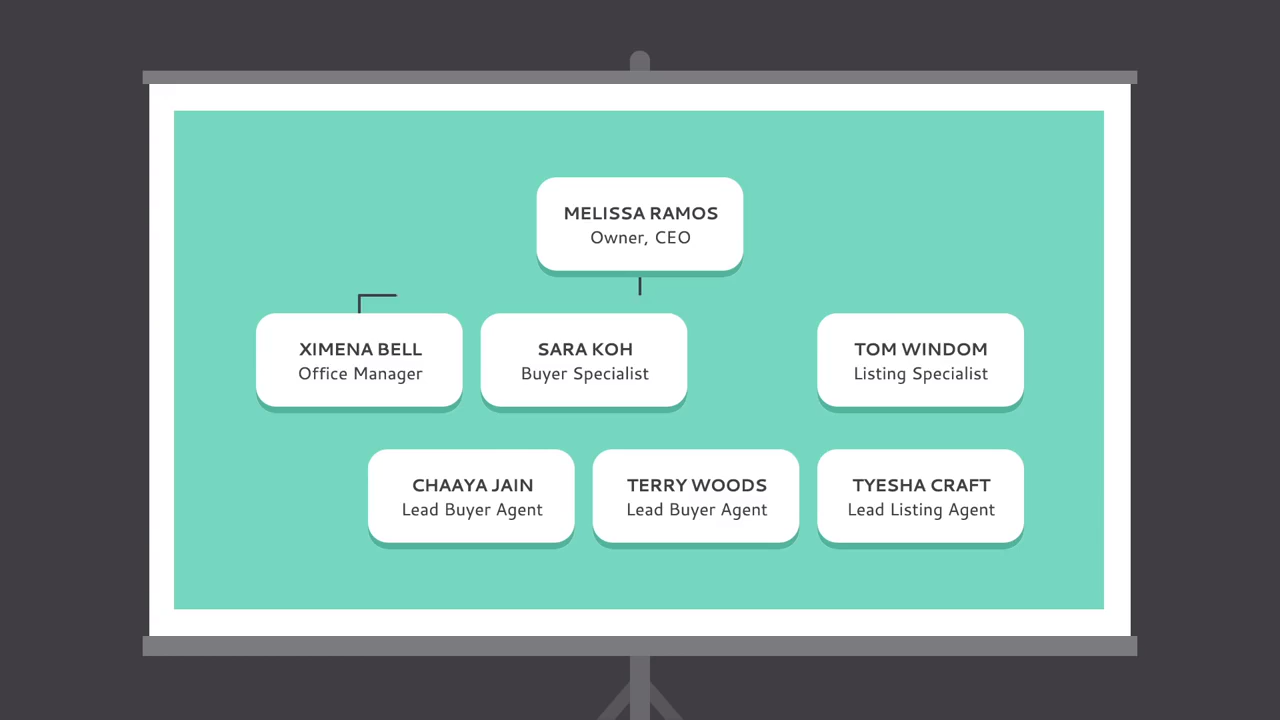 MELISSA RAMOS
Owner, CEO
XIMENA BELL
Office Manager
SARA KOH
Buyer Specialist
TOM WINDOM
Listing Specialist
CHAAYA JAIN
Lead Buyer Agent
TERRY WOODS
Lead Buyer Agent
TYESHA CRAFT
Lead Listing Agent